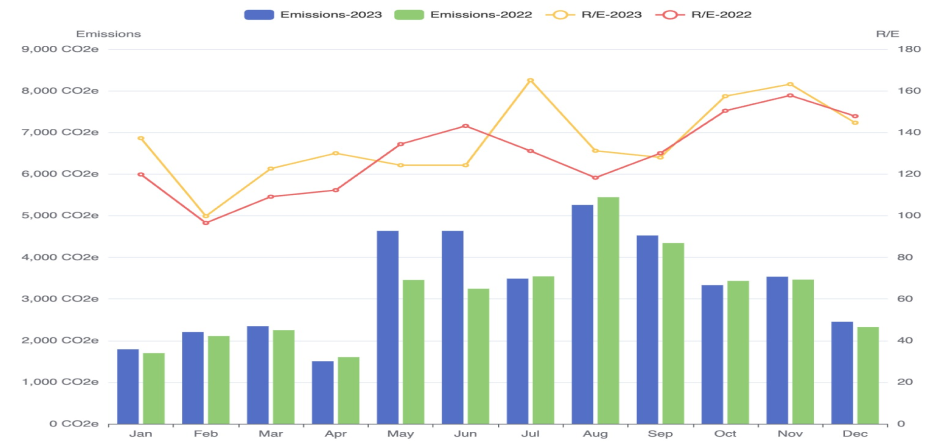 Emissions-2023 Emissions-2022 R/E-2023 R/E-2022
Emissions R/E
9,000 CO2e 180
8,000 CO2e 160
7,000 CO2e 140
6,000 CO2e 120
5,000 CO2e 100
4,000 CO2e 80
3,000 CO2e 60
2,000 CO2e 40
1,000 CO2e 20
0 CO2e 0
Jan Feb Mar Apr May Jun Jul Aug Sep Oct Nov Dec